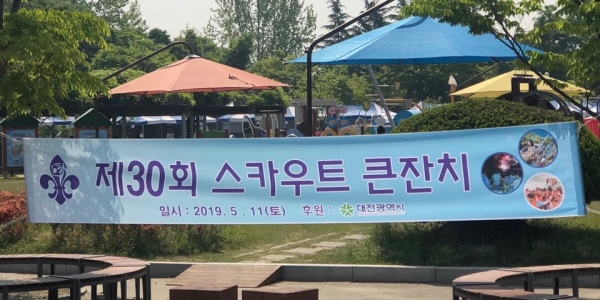 제30회 스카우트 큰잔치
일시 : 2019. 5. 11(토) 후원 : 대전광역시